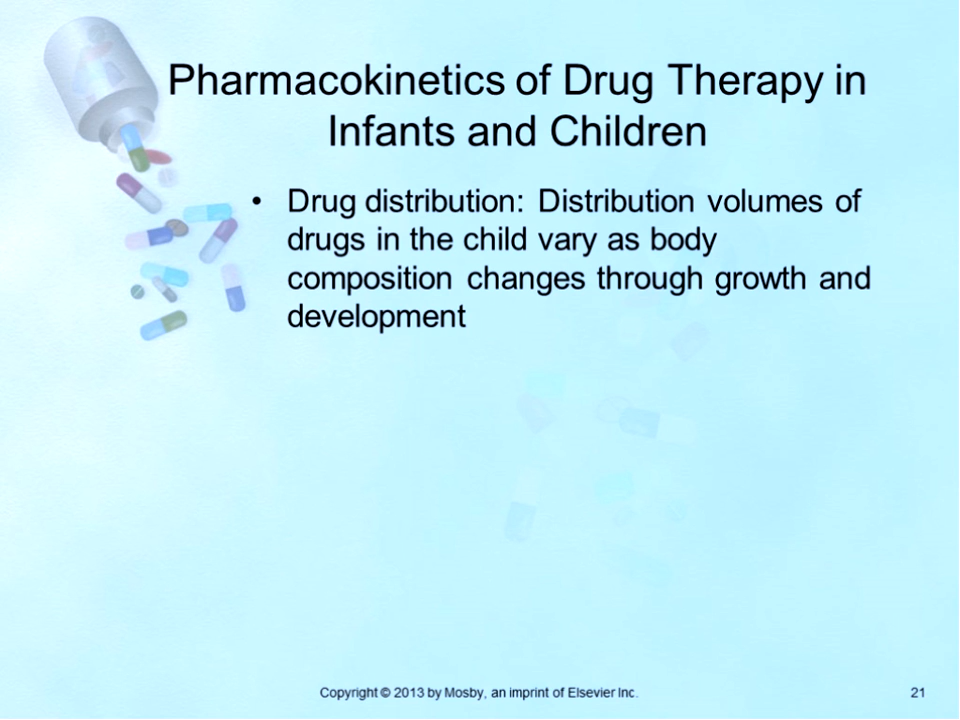 Pharmacokinetics of Drug Therapy in
Infants and Children
• Drug distribution: Distribution volumes of
drugs in the child vary as body
composition changes through growth and
development
Copyright © 2013 by Mosby, an imprint of Elsevier Inc.
21